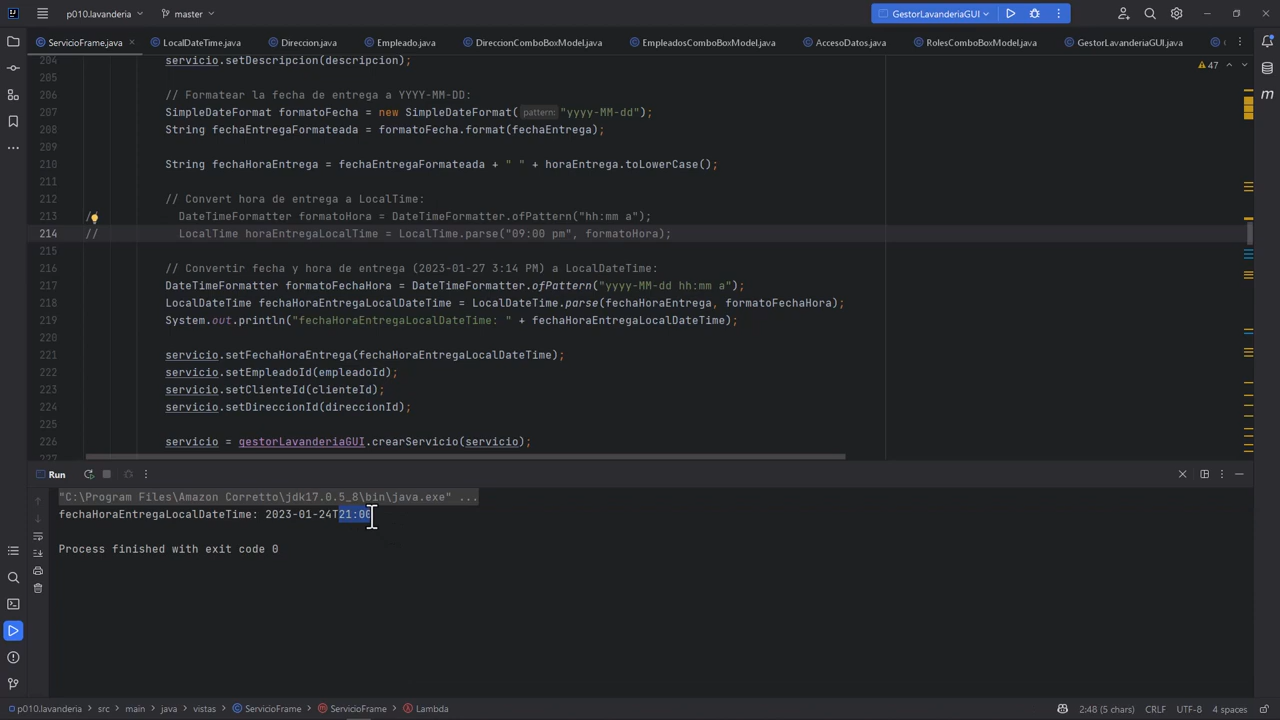 p010.lavanderia
master
GestorLavanderiaGUI
ServicioFrame.java
LocalDateTime.java
Direccion.java
Empleado.java
DireccionComboBoxModel.java
EmpleadosComboBoxModel.java
AccesoDatos.java
RolesComboBoxModel.java
GestorLavanderiaGUI.java
47
204 servicio.setDescripcion(descripcion);
205
206 // Formatear la fecha de entrega a YYYY-MM-DD:
207 SimpleDateFormat formatoFecha = new SimpleDateFormat( pattern: "yyyy-MM-dd");
208 String fechaEntregaFormateada = formatoFecha.format(fechaEntrega);
209
210 String fechaHoraEntrega = fechaEntregaFormateada + " " + horaEntrega.toLowerCase();
211
212 // Convert hora de entrega a LocalTime:
213 / DateTimeFormatter formatoHora = DateTimeFormatter.ofPattern("hh:mm a");
214 // LocalTime horaEntregaLocalTime = LocalTime.parse("09:00 pm", formatoHora);
215
216 // Convertir fecha y hora de entrega (2023-01-27 3:14 PM) a LocalDateTime:
217 DateTimeFormatter formatoFechaHora = DateTimeFormatter.ofPattern("yyyy-MM-dd hh:mm a");
218 LocalDateTime fechaHoraEntregaLocalDateTime = LocalDateTime.parse(fechaHoraEntrega, formatoFechaHora);
219 System.out.println("fechaHoraEntregaLocalDateTime: " + fechaHoraEntregaLocalDateTime);
220
221 servicio.setFechaHoraEntrega(fechaHoraEntregaLocalDateTime);
222 servicio.setEmpleadoId(empleadoId);
223 servicio.setClienteId(clienteId);
224 servicio.setDireccionId(direccionId);
225
226 servicio = gestorLavanderiaGUI.crearServicio(servicio);
Run
"C:\Program Files\Amazon Corretto\jdk17.0.5_8\bin\java.exe" ...
fechaHoraEntregaLocalDateTime: 2023-01-24T21:00
Process finished with exit code 0
p010.lavanderia > src > main > java > vistas > ServicioFrame > ServicioFrame > Lambda
2:48 (5 chars) CRLF UTF-8 4 spaces